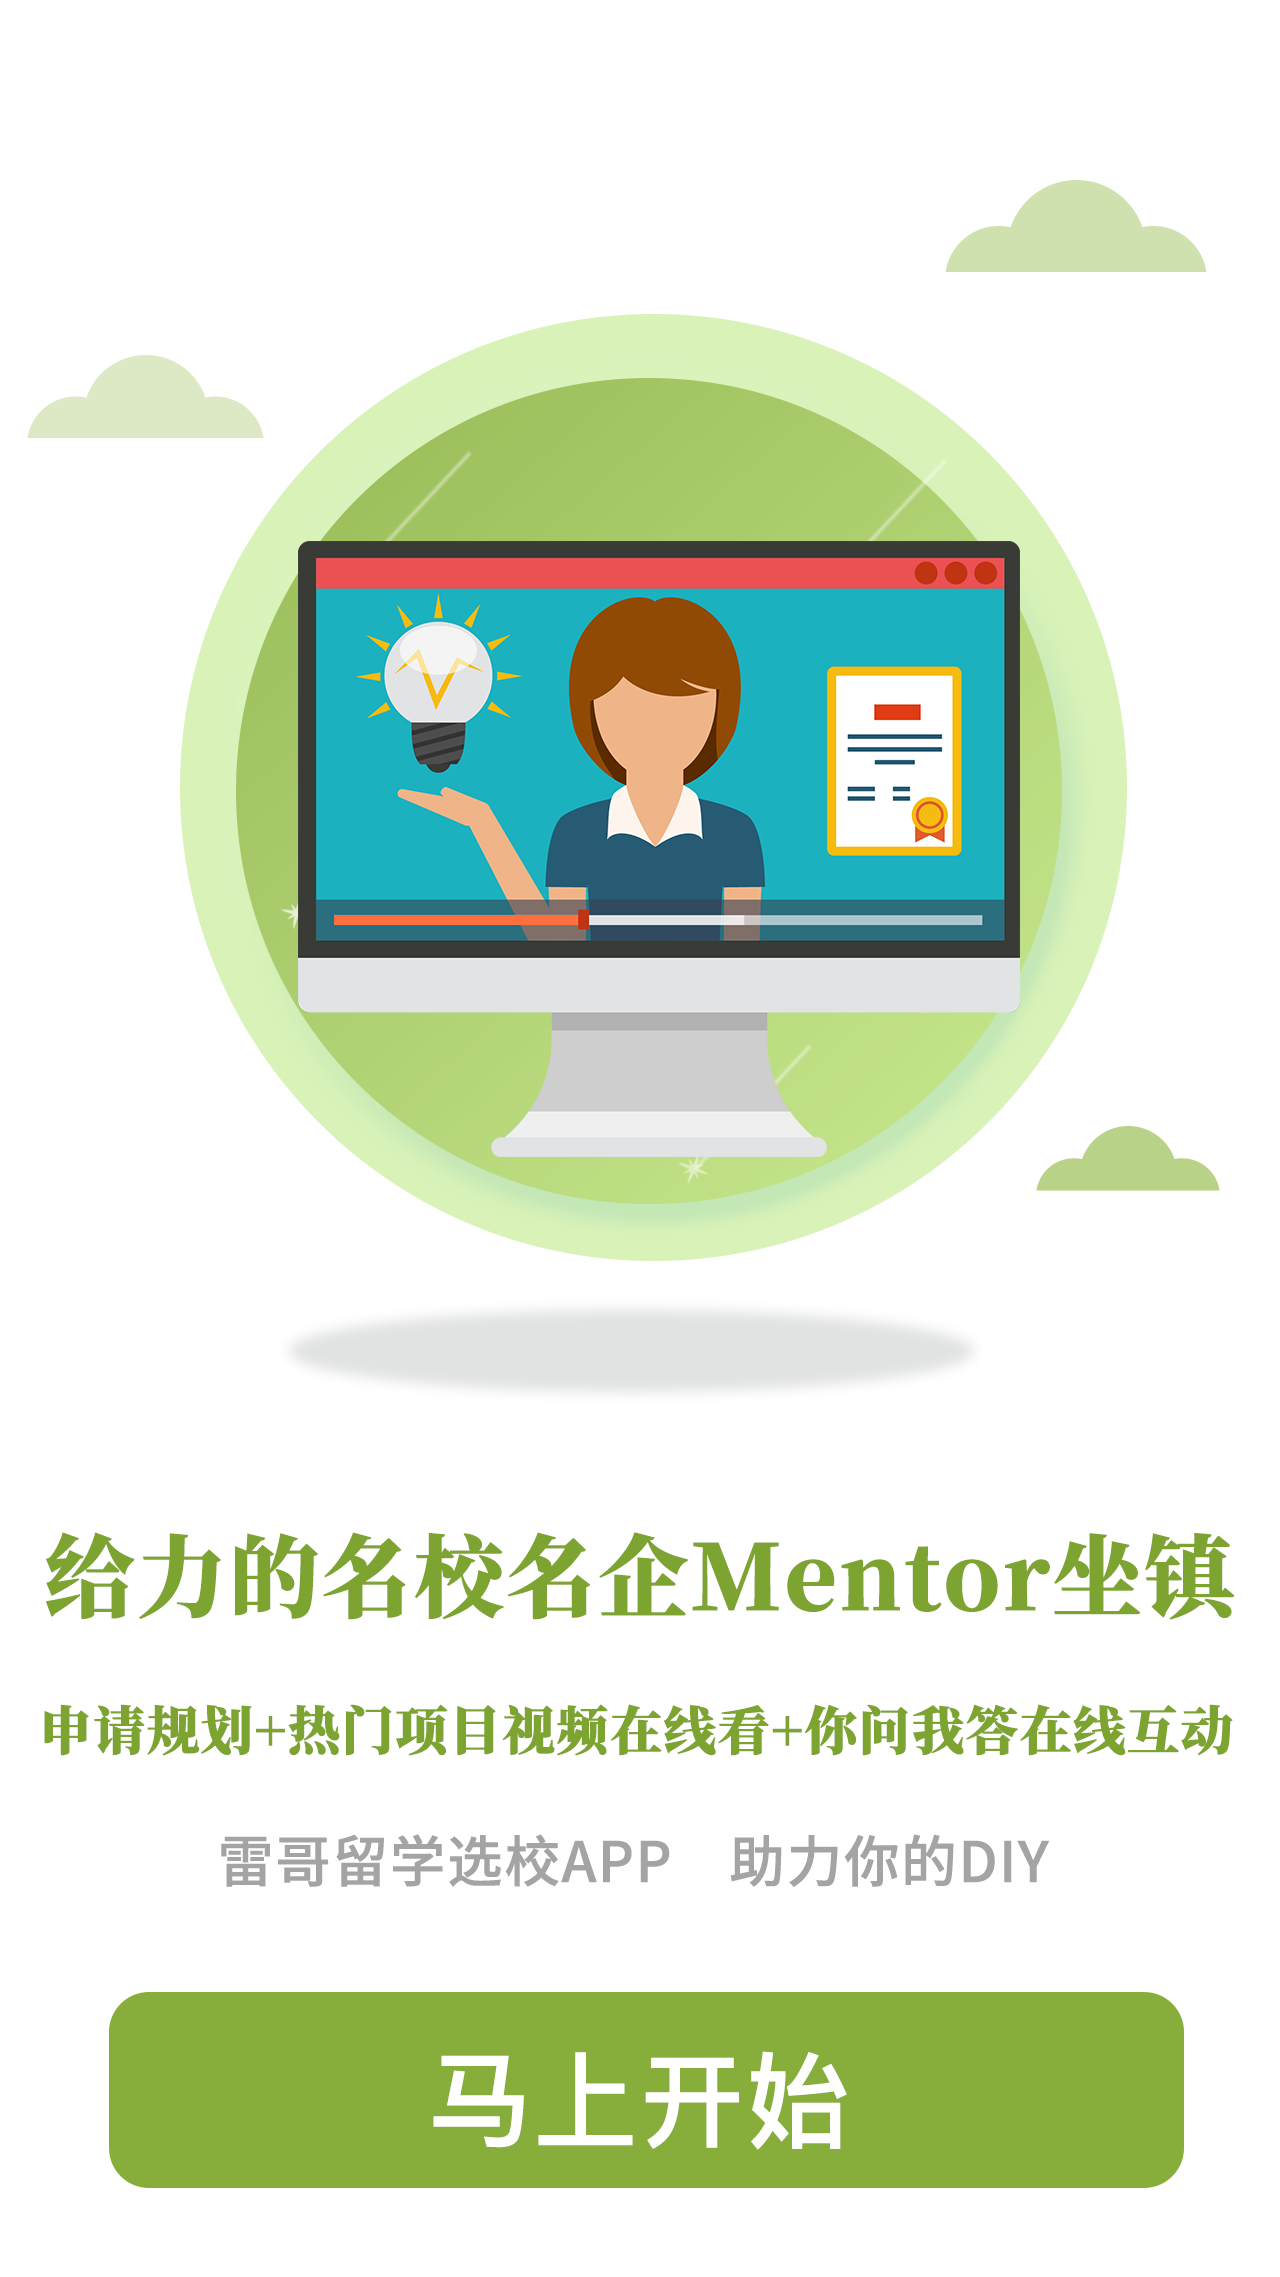 给力的名校名企Mentor坐镇
申请规划+热门项目视频在线看+你问我答在线互动
雷哥留学选校APP 助力你的DIY
马上开始